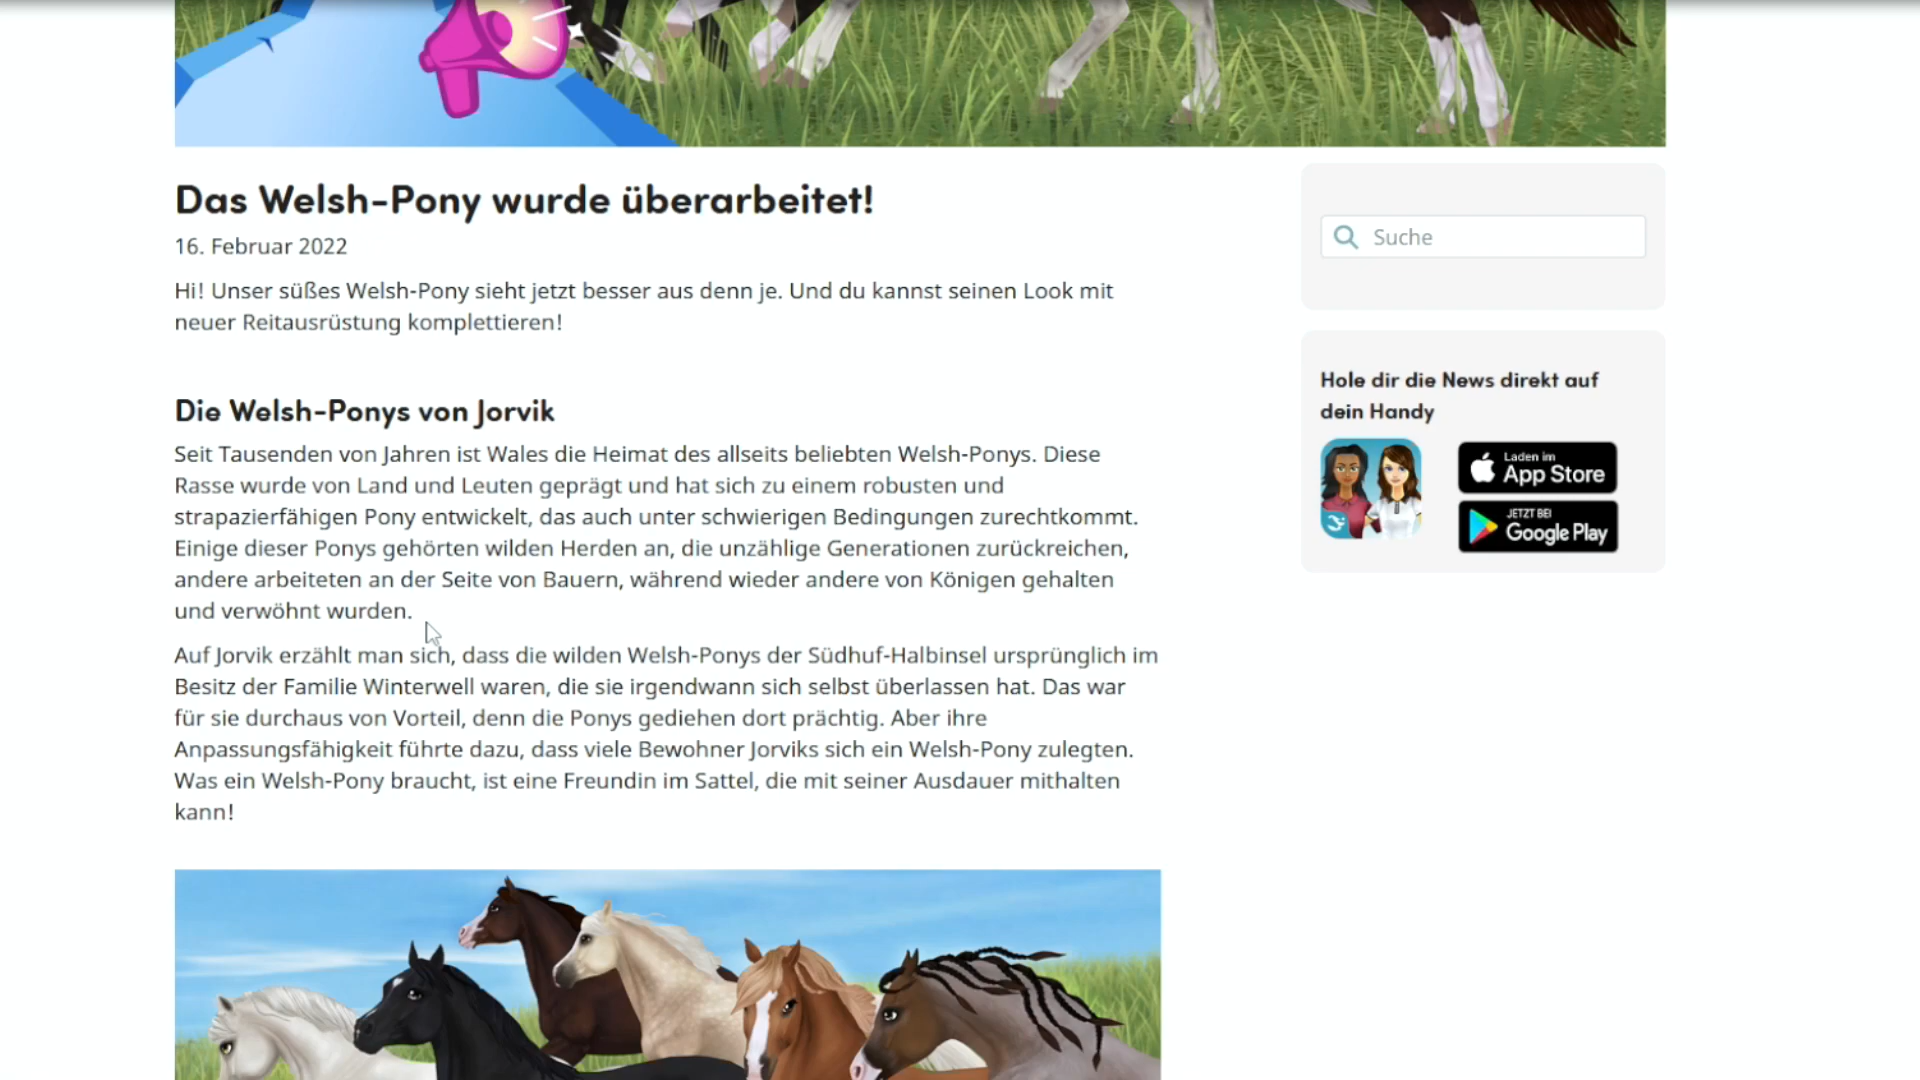 Das Welsh-Pony wurde überarbeitet!
16. Februar 2022
Hi! Unser süßes Welsh-Pony sieht jetzt besser aus denn je. Und du kannst seinen Look mit
neuer Reitausrüstung komplettieren!
Die Welsh-Ponys von Jorvik
Seit Tausenden von Jahren ist Wales die Heimat des allseits beliebten Welsh-Ponys. Diese
Rasse wurde von Land und Leuten geprägt und hat sich zu einem robusten und
strapazierfähigen Pony entwickelt, das auch unter schwierigen Bedingungen zurechtkommt.
Einige dieser Ponys gehörten wilden Herden an, die unzählige Generationen zurückreichen,
andere arbeiteten an der Seite von Bauern, während wieder andere von Königen gehalten
und verwöhnt wurden.
Auf Jorvik erzählt man sich, dass die wilden Welsh-Ponys der Südhuf-Halbinsel ursprünglich im
Besitz der Familie Winterwell waren, die sie irgendwann sich selbst überlassen hat. Das war
für sie durchaus von Vorteil, denn die Ponys gediehen dort prächtig. Aber ihre
Anpassungsfähigkeit führte dazu, dass viele Bewohner Jorviks sich ein Welsh-Pony zulegten.
Was ein Welsh-Pony braucht, ist eine Freundin im Sattel, die mit seiner Ausdauer mithalten
kann!
Suche
Hole dir die News direkt auf
dein Handy
Laden im
App Store
JETZT BEI
Google Play